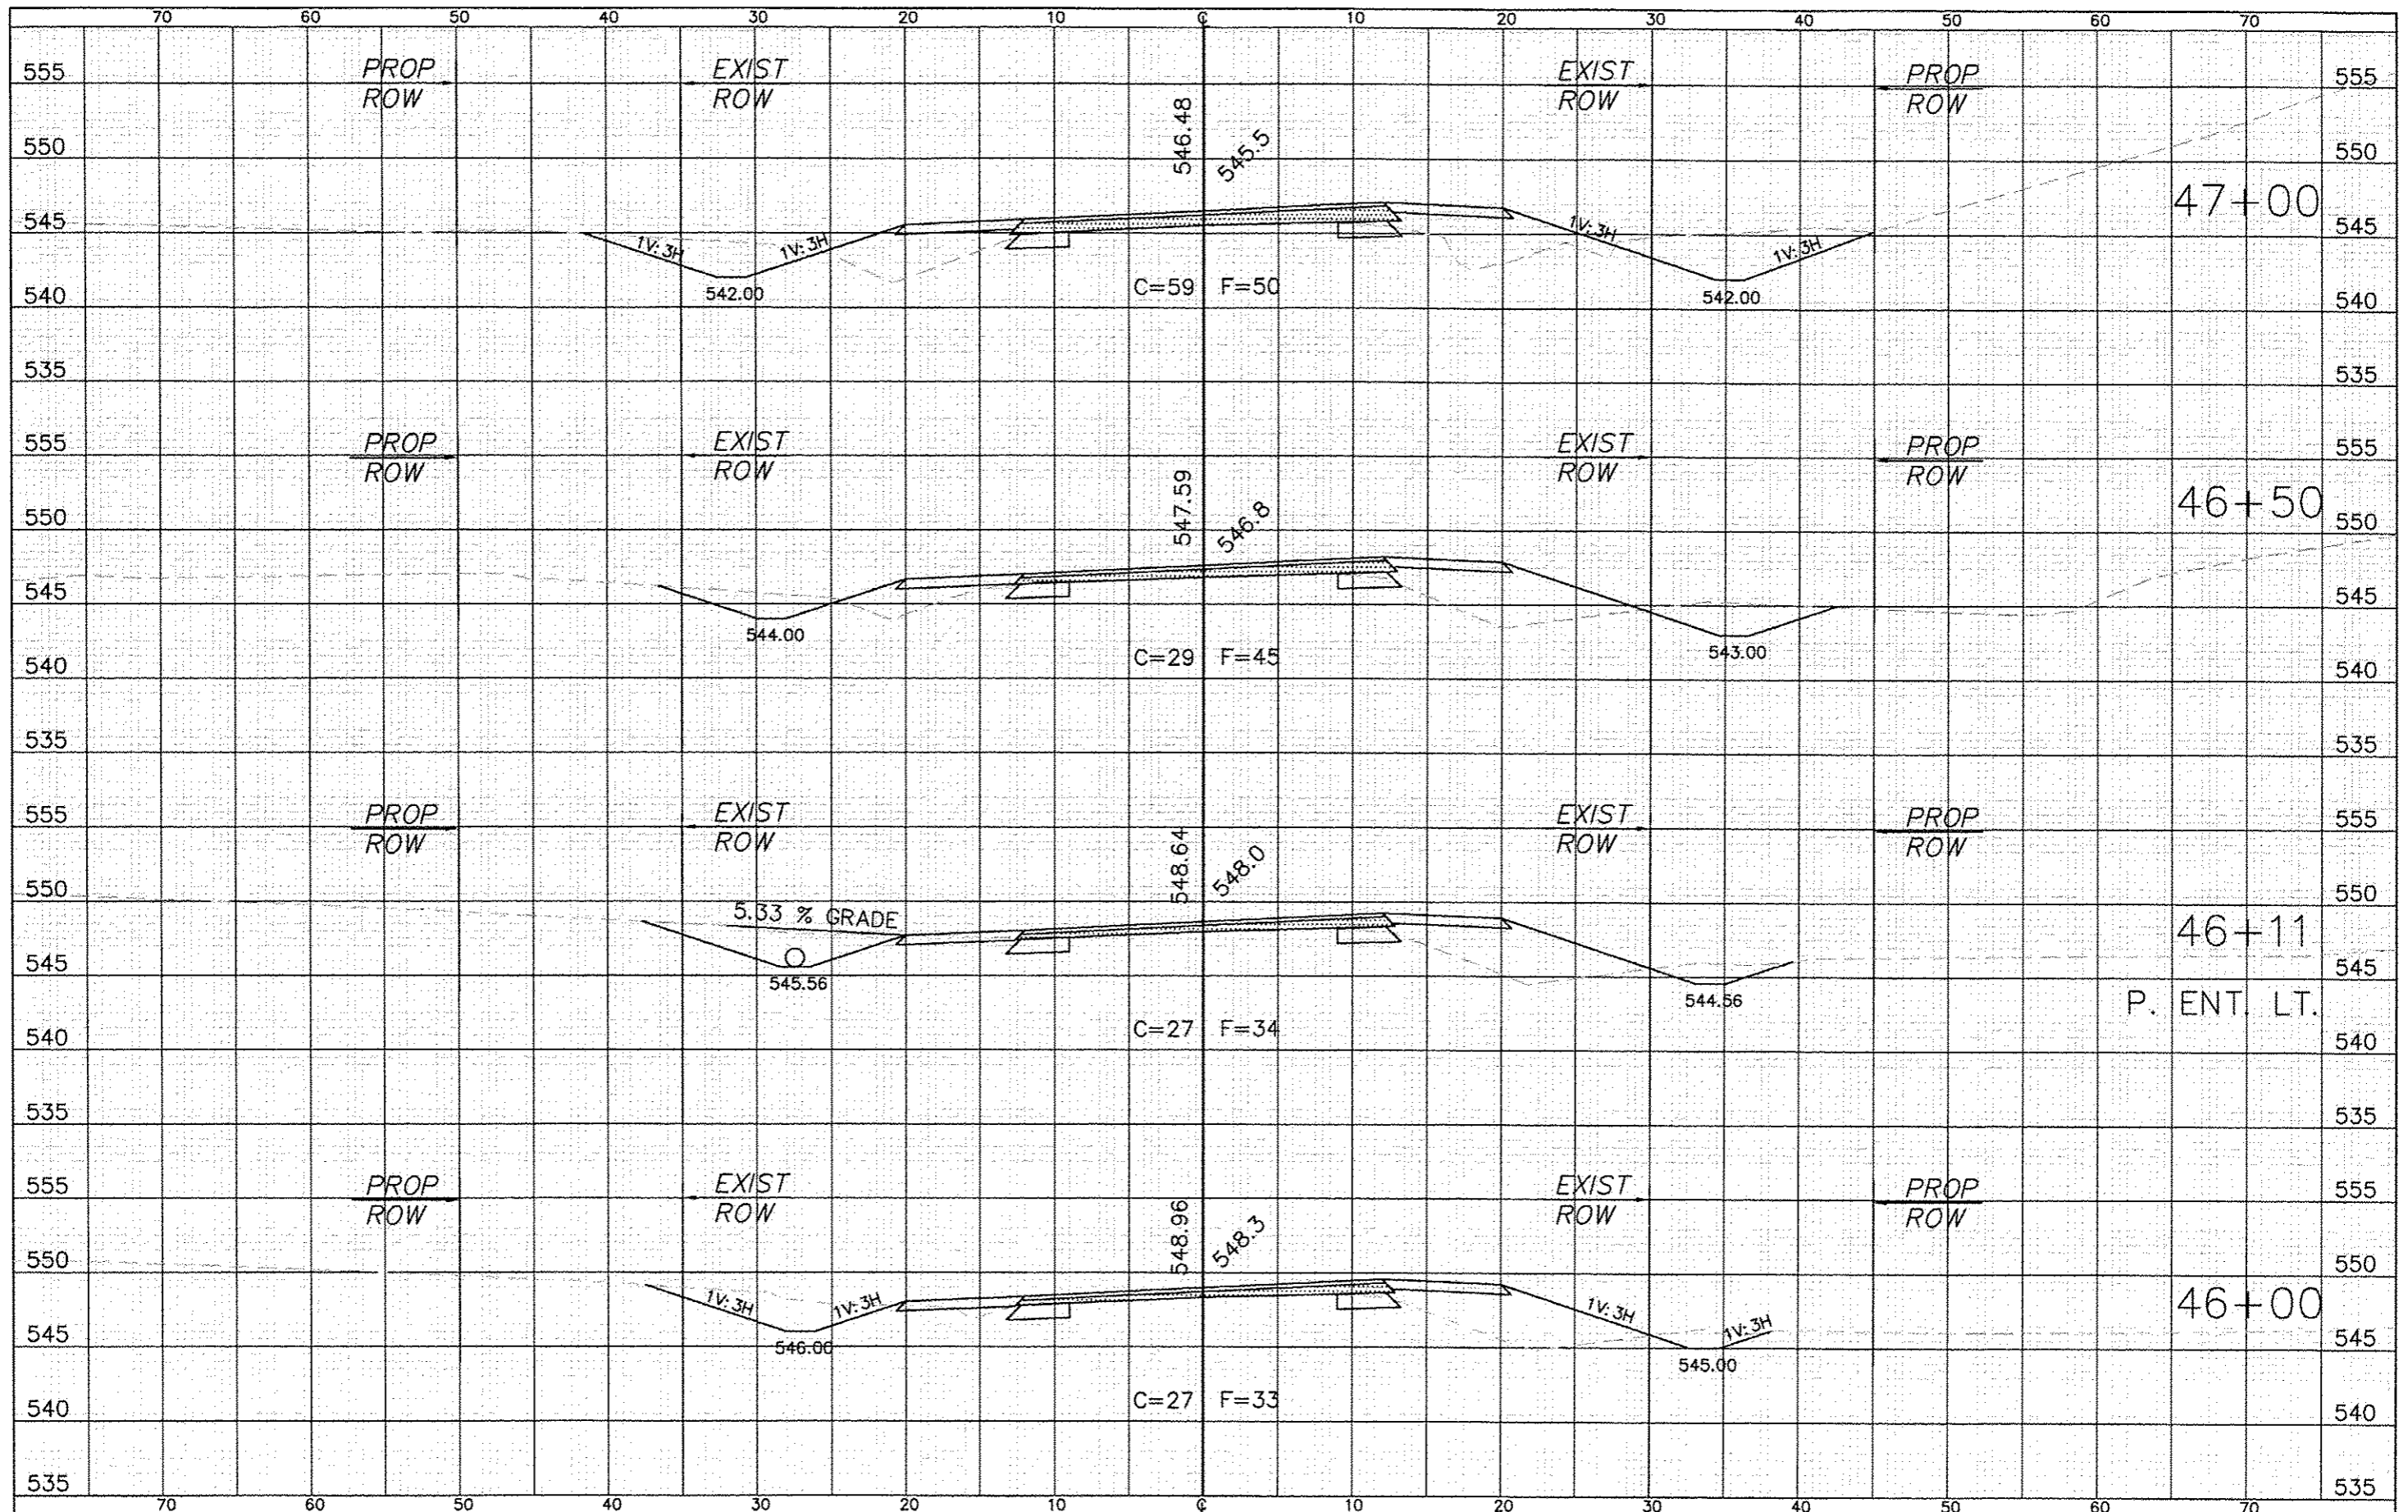 70 60 50 40 30 20 10 ℄ 10 20 30 40 50 60 70
555 PROP ROW EXIST ROW EXIST ROW PROP ROW 555
546.48 545.5
550 550
47+00
545 1V:3H 1V:3H 1V:3H 1V:3H 545
542.00 C=59 F=50 542.00
540 540
535 535
555 PROP ROW EXIST ROW EXIST ROW PROP ROW 555
547.59 546.8
46+50
550 550
545 545
544.00 543.00
C=29 F=45
540 540
535 535
555 PROP ROW EXIST ROW EXIST ROW PROP ROW 555
548.64 548.0
550 550
5.33 % GRADE
46+11
545 545
545.56 544.56
P. ENT. LT.
C=27 F=34
540 540
535 535
555 PROP ROW EXIST ROW EXIST ROW PROP ROW 555
548.96 548.3
550 550
1V:3H 1V:3H 1V:3H 1V:3H
46+00
545 545
546.00 545.00
C=27 F=33
540 540
535 535
70 60 50 40 30 20 10 ℄ 10 20 30 40 50 60 70